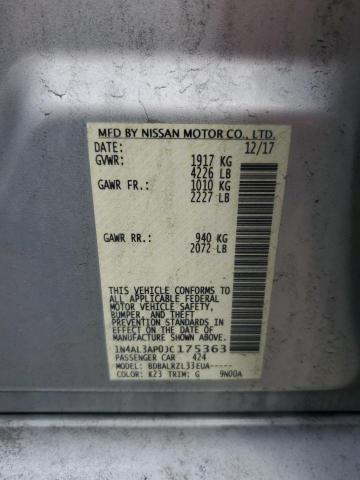 MFD BY NISSAN MOTOR CO., LTD.
DATE: 12/17
GVWR: 1917 KG
4226 LB
GAWR FR.: 1010 KG
2227 LB
GAWR RR.: 940 KG
2072 LB
THIS VEHICLE CONFORMS TO
ALL APPLICABLE FEDERAL
MOTOR VEHICLE SAFETY,
BUMPER, AND THEFT
PREVENTION STANDARDS IN
EFFECT ON THE DATE OF
MANUFACTURE SHOWN ABOVE.
1N4AL3AP0JC175363
PASSENGER CAR 424
BDBALRZL33EUA-----
COLOR: K23 TRIM: G 9N00A